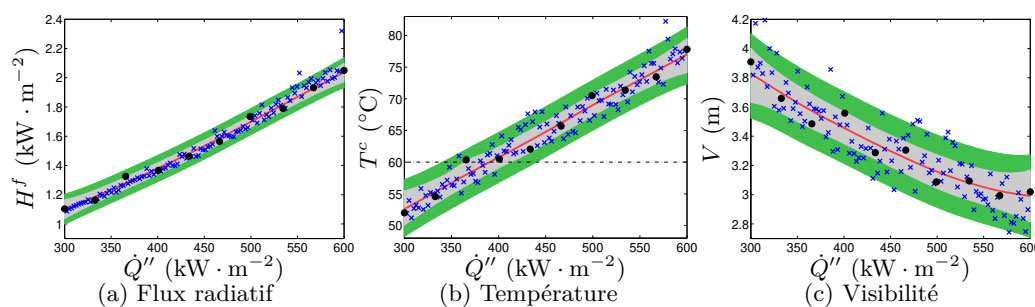 2.4
2.2
2
1.8
1.6
1.4
1.2
1
H^f (kW · m^−2)
300 350 400 450 500 550 600
Q̇′′ (kW · m^−2)
(a) Flux radiatif
80
75
70
65
60
55
50
T^c (°C)
300 350 400 450 500 550 600
Q̇′′ (kW · m^−2)
(b) Température
4.2
4
3.8
3.6
3.4
3.2
3
2.8
V (m)
300 350 400 450 500 550 600
Q̇′′ (kW · m^−2)
(c) Visibilité